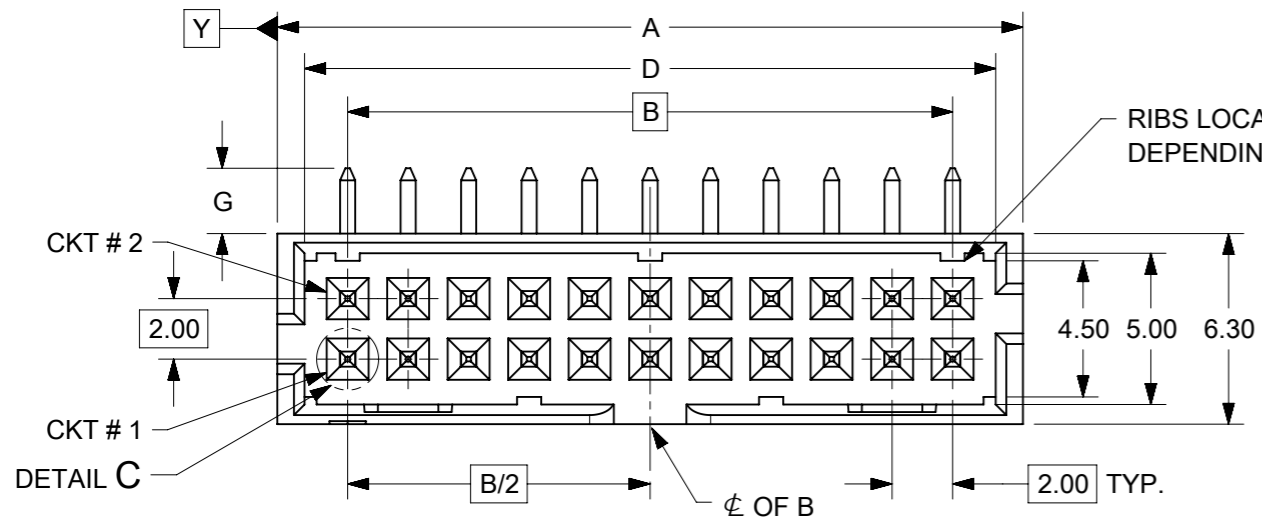 Y
A
D
B
RIBS LOCA
DEPENDIN
G
CKT # 2
2.00
4.50 5.00 6.30
CKT # 1
DETAIL C
B/2
℄ OF B
2.00 TYP.